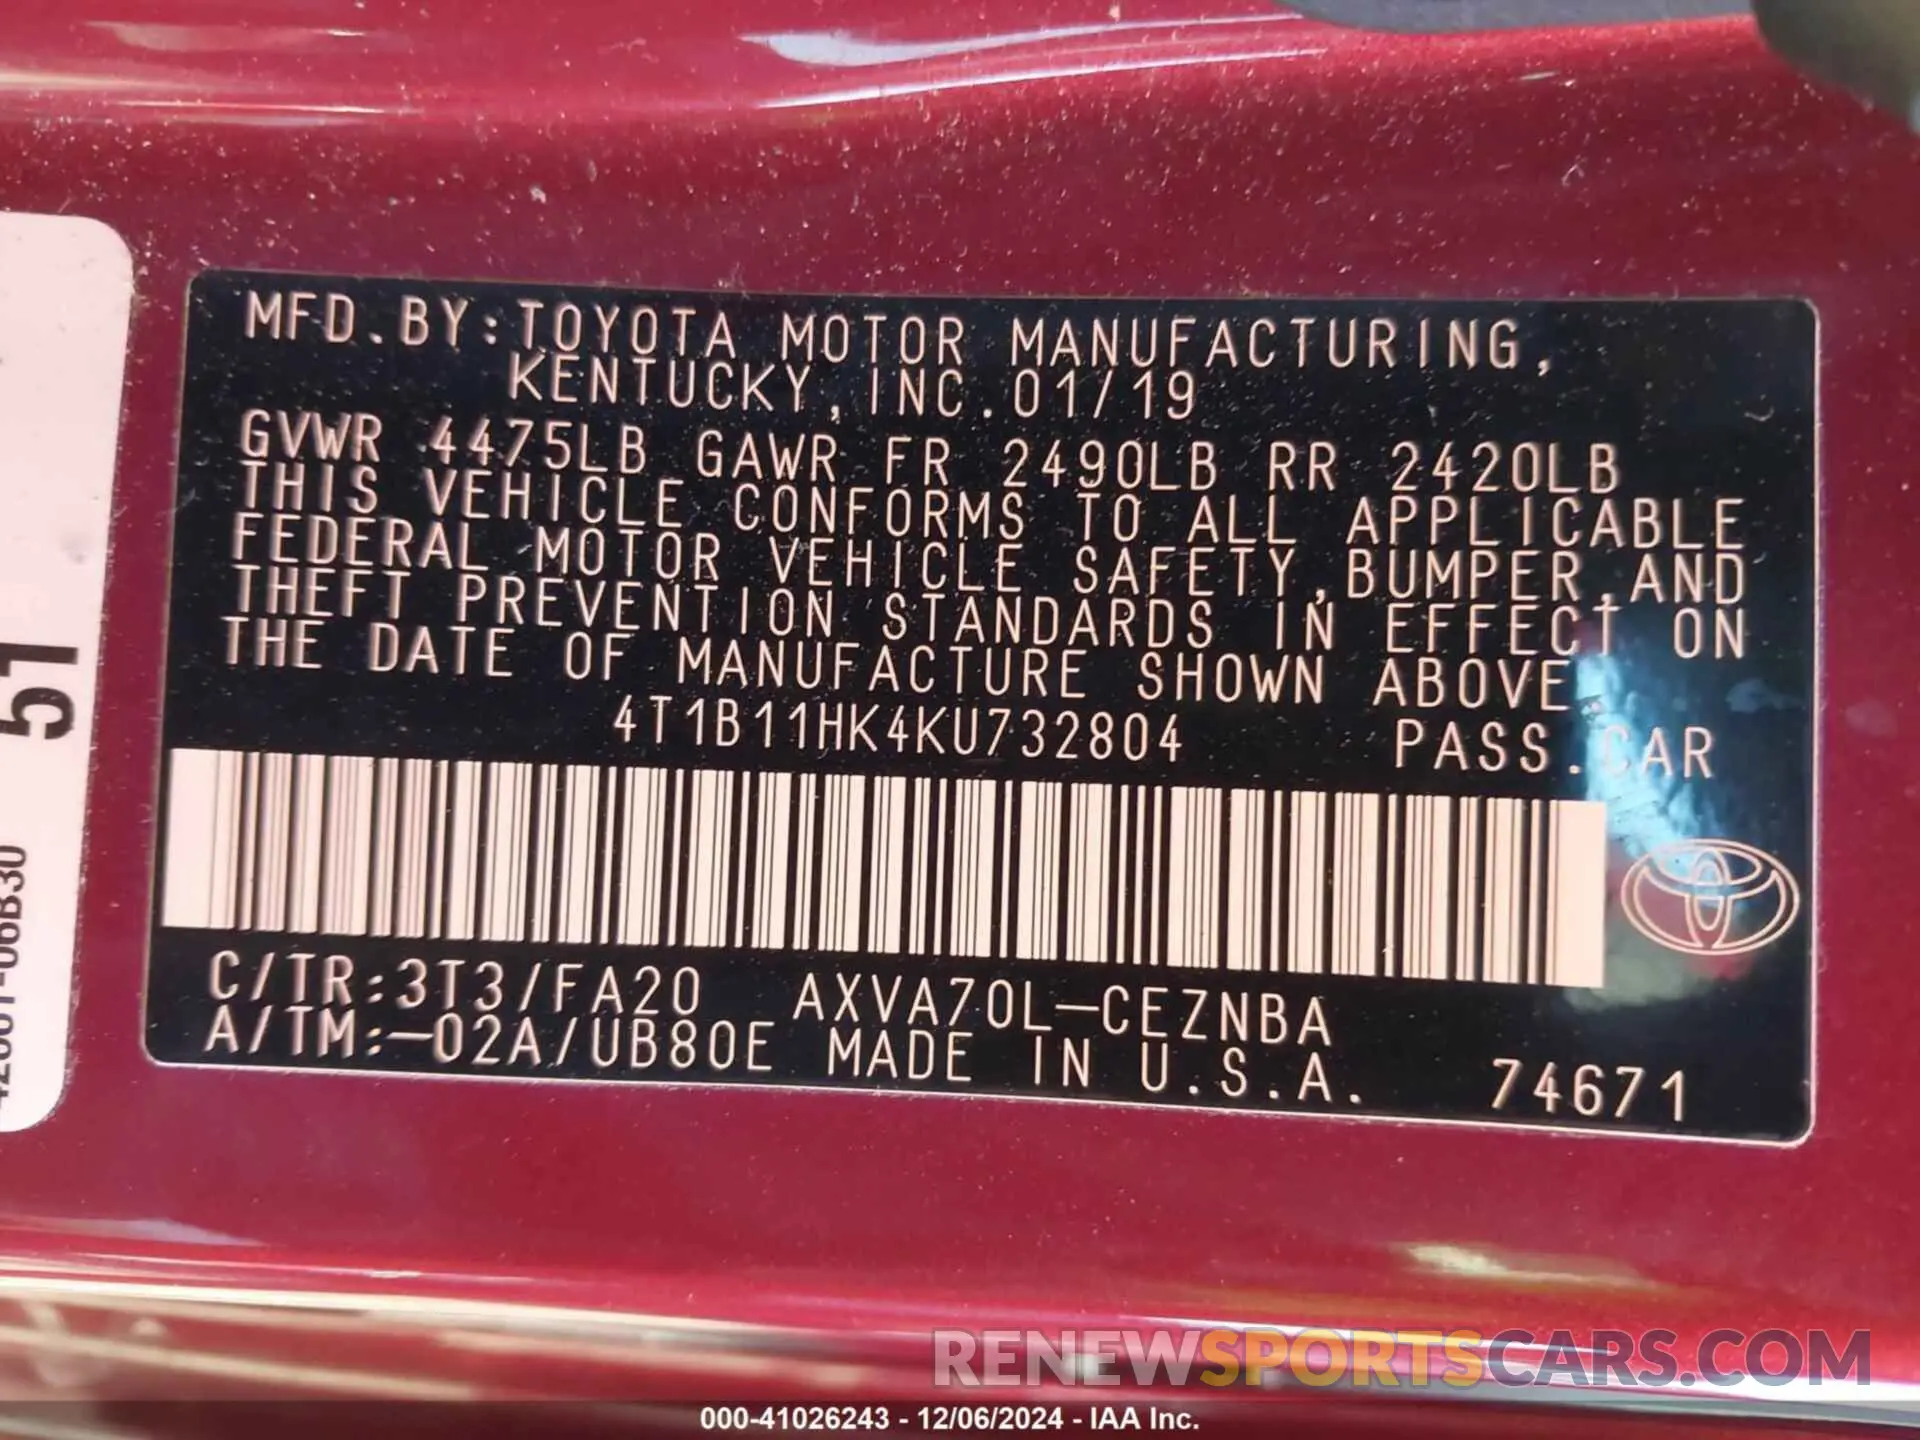 MFD.BY:TOYOTA MOTOR MANUFACTURING,
KENTUCKY,INC.01/19
GVWR 4475LB GAWR FR 2490LB RR 2420LB
THIS VEHICLE CONFORMS TO ALL APPLICABLE
FEDERAL MOTOR VEHICLE SAFETY,BUMPER,AND
THEFT PREVENTION STANDARDS IN EFFECT ON
THE DATE OF MANUFACTURE SHOWN ABOVE.
4T1B11HK4KU732804 PASS.CAR
C/TR:3T3/FA20 AXVA70L-CEZNBA
A/TM:-02A/UB80E MADE IN U.S.A. 74671
51
RENEWSPORTSCARS.COM
000-41026243 - 12/06/2024 - IAA Inc.